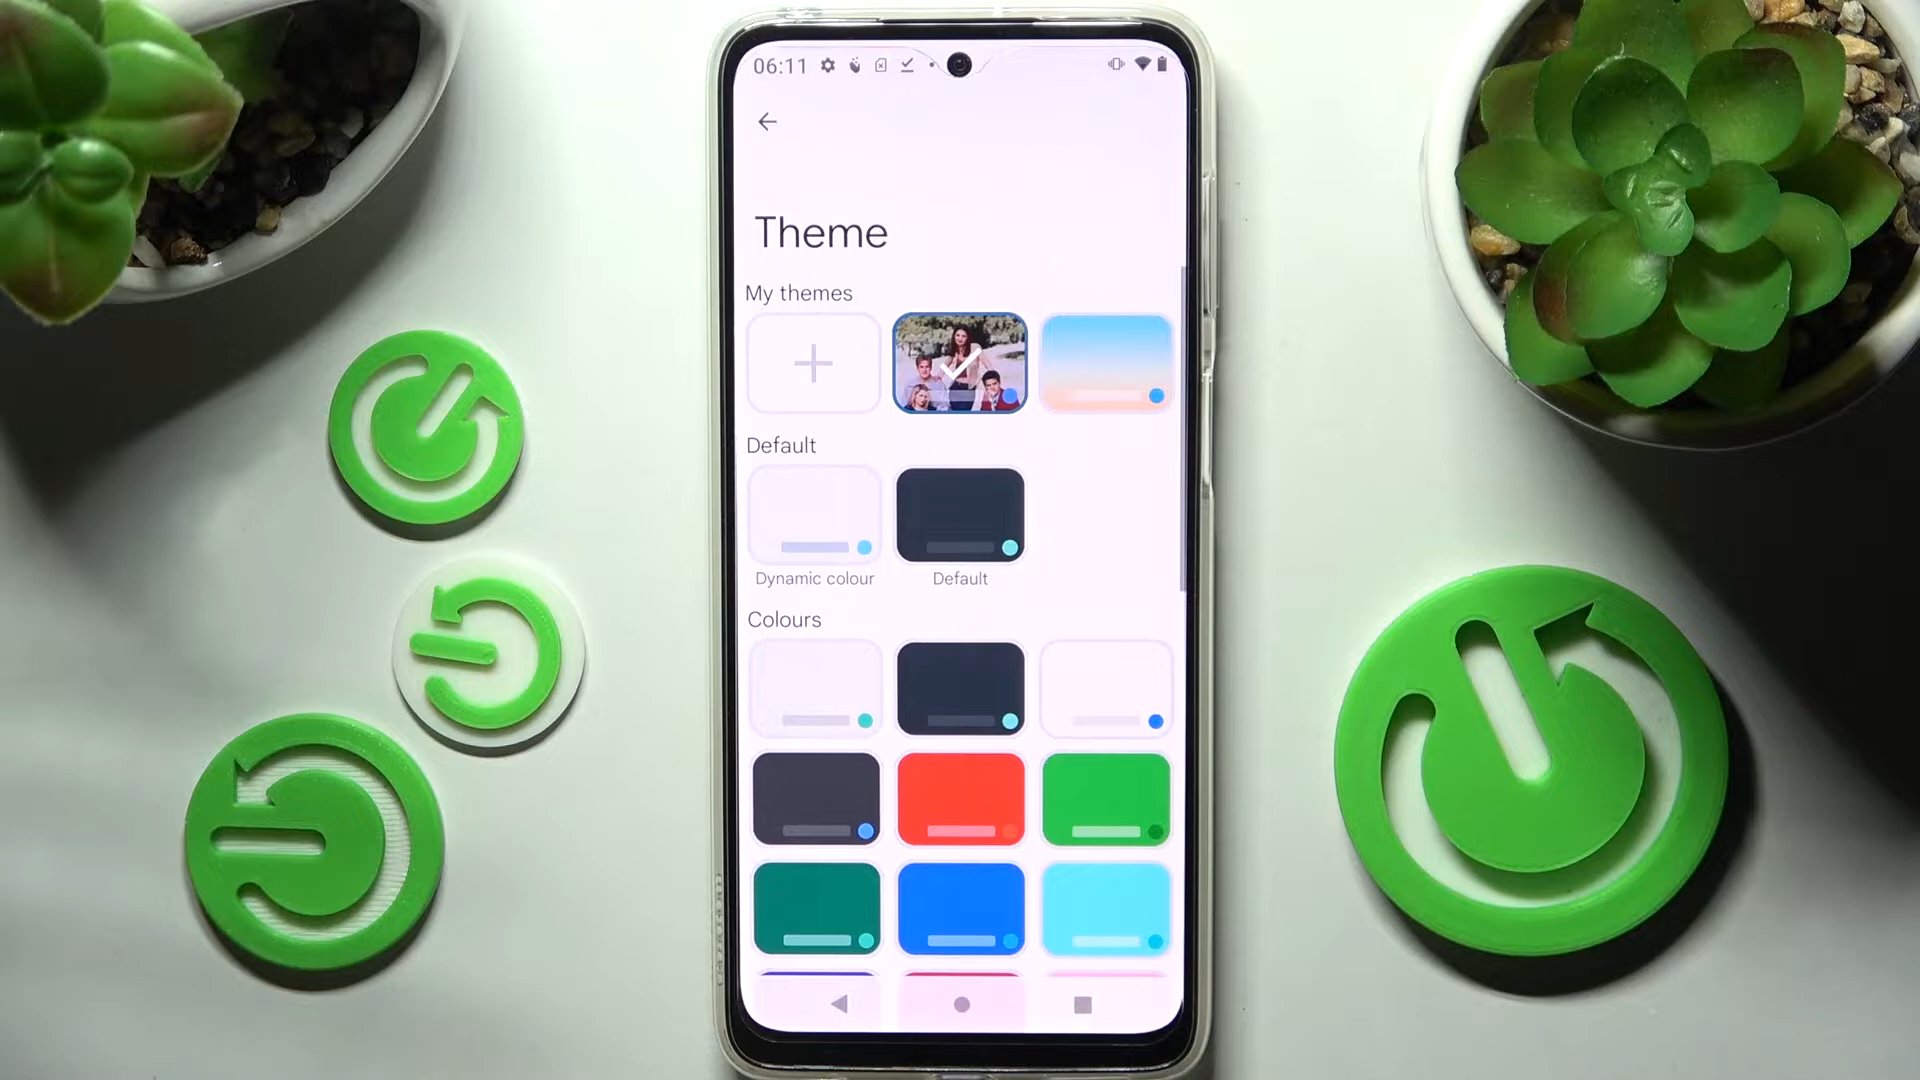 06:11
Theme
My themes
Default
Dynamic colour
Default
Colours